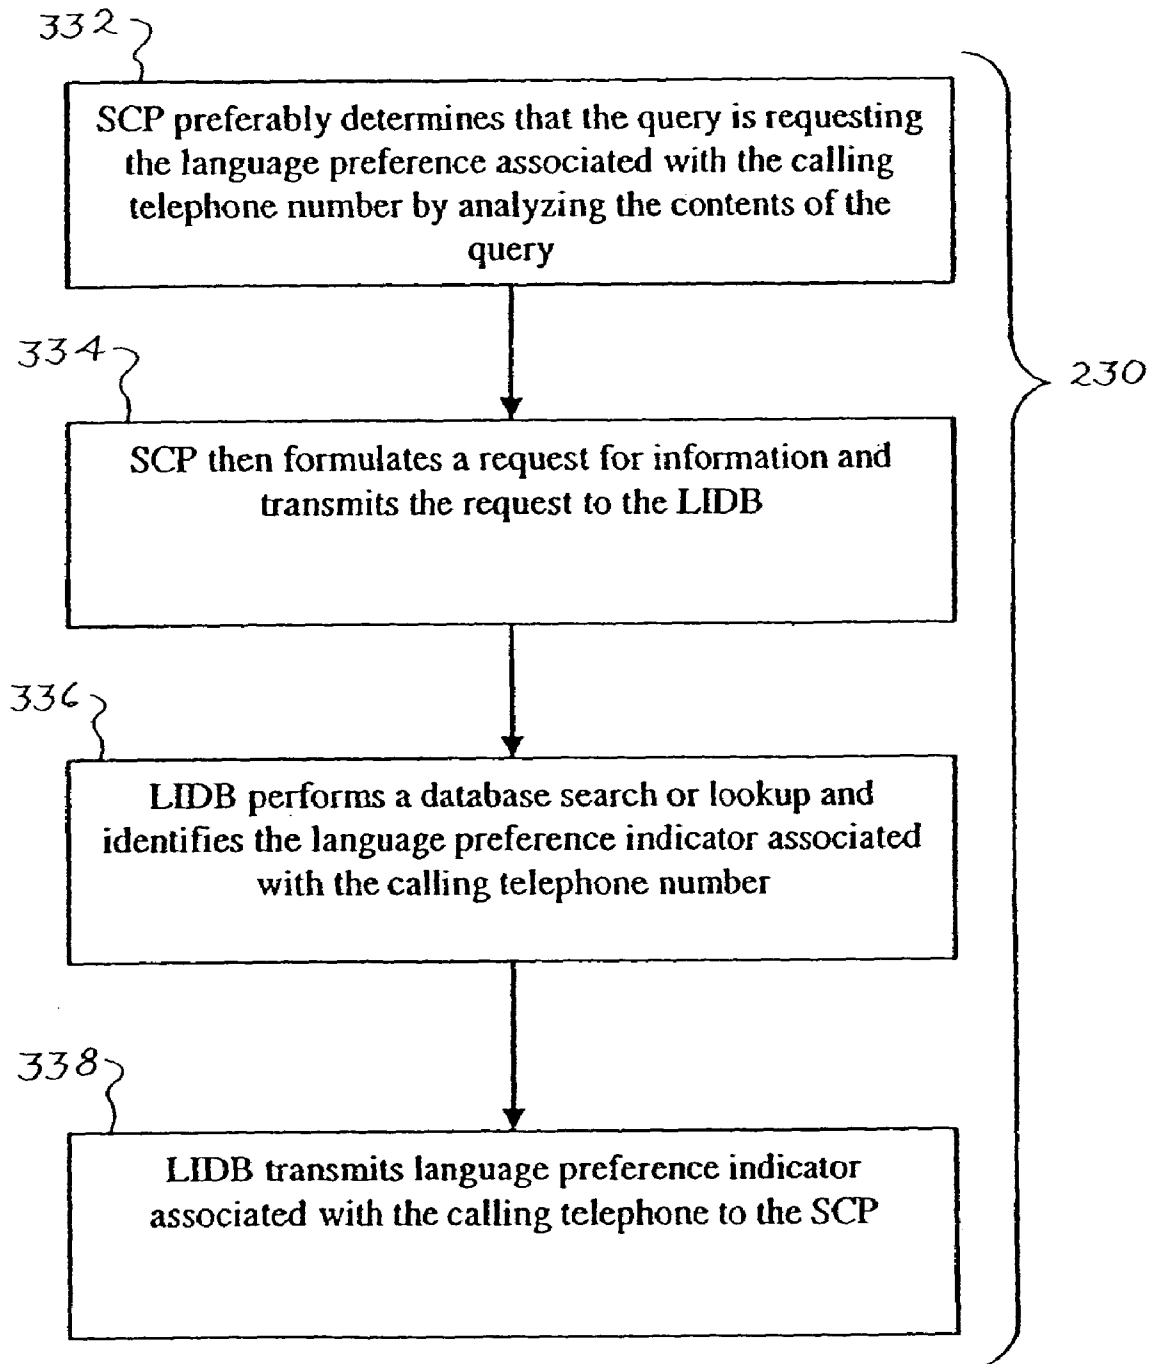 332
SCP preferably determines that the query is requesting
the language preference associated with the calling
telephone number by analyzing the contents of the
query
334
230
SCP then formulates a request for information and
transmits the request to the LIDB
336
LIDB performs a database search or lookup and
identifies the language preference indicator associated
with the calling telephone number
338
LIDB transmits language preference indicator
associated with the calling telephone to the SCP